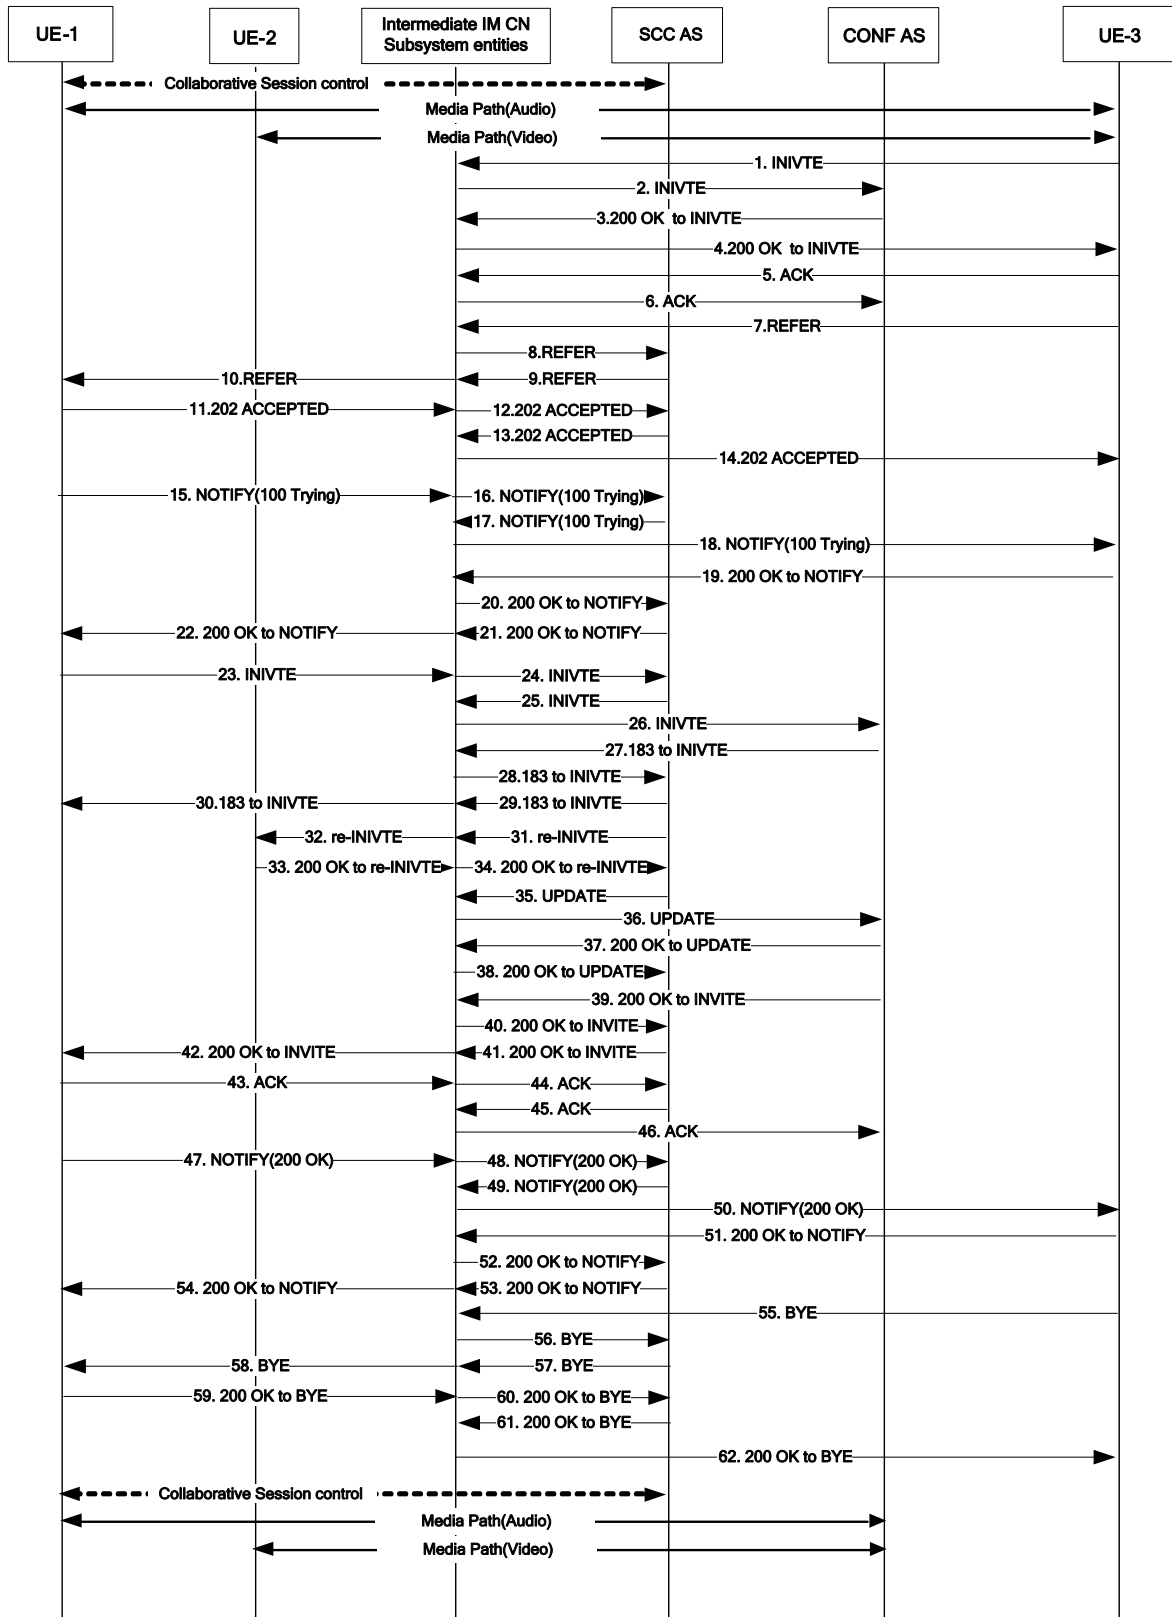 UE-1
UE-2
Intermediate IM CN
Subsystem entities
SCC AS
CONF AS
UE-3
Collaborative Session control
Media Path(Audio)
Media Path(Video)
1. INIVTE
2. INIVTE
3.200 OK to INIVTE
4.200 OK to INIVTE
5. ACK
6. ACK
7.REFER
8.REFER
10.REFER
9.REFER
11.202 ACCEPTED
12.202 ACCEPTED
13.202 ACCEPTED
14.202 ACCEPTED
15. NOTIFY(100 Trying)
16. NOTIFY(100 Trying)
17. NOTIFY(100 Trying)
18. NOTIFY(100 Trying)
19. 200 OK to NOTIFY
20. 200 OK to NOTIFY
22. 200 OK to NOTIFY
21. 200 OK to NOTIFY
23. INIVTE
24. INIVTE
25. INIVTE
26. INIVTE
27.183 to INIVTE
28.183 to INIVTE
30.183 to INIVTE
29.183 to INIVTE
32. re-INIVTE
31. re-INIVTE
33. 200 OK to re-INIVTE
34. 200 OK to re-INIVTE
35. UPDATE
36. UPDATE
37. 200 OK to UPDATE
38. 200 OK to UPDATE
39. 200 OK to INVITE
40. 200 OK to INVITE
42. 200 OK to INVITE
41. 200 OK to INVITE
43. ACK
44. ACK
45. ACK
46. ACK
47. NOTIFY(200 OK)
48. NOTIFY(200 OK)
49. NOTIFY(200 OK)
50. NOTIFY(200 OK)
51. 200 OK to NOTIFY
52. 200 OK to NOTIFY
54. 200 OK to NOTIFY
53. 200 OK to NOTIFY
55. BYE
56. BYE
58. BYE
57. BYE
59. 200 OK to BYE
60. 200 OK to BYE
61. 200 OK to BYE
62. 200 OK to BYE
Collaborative Session control
Media Path(Audio)
Media Path(Video)